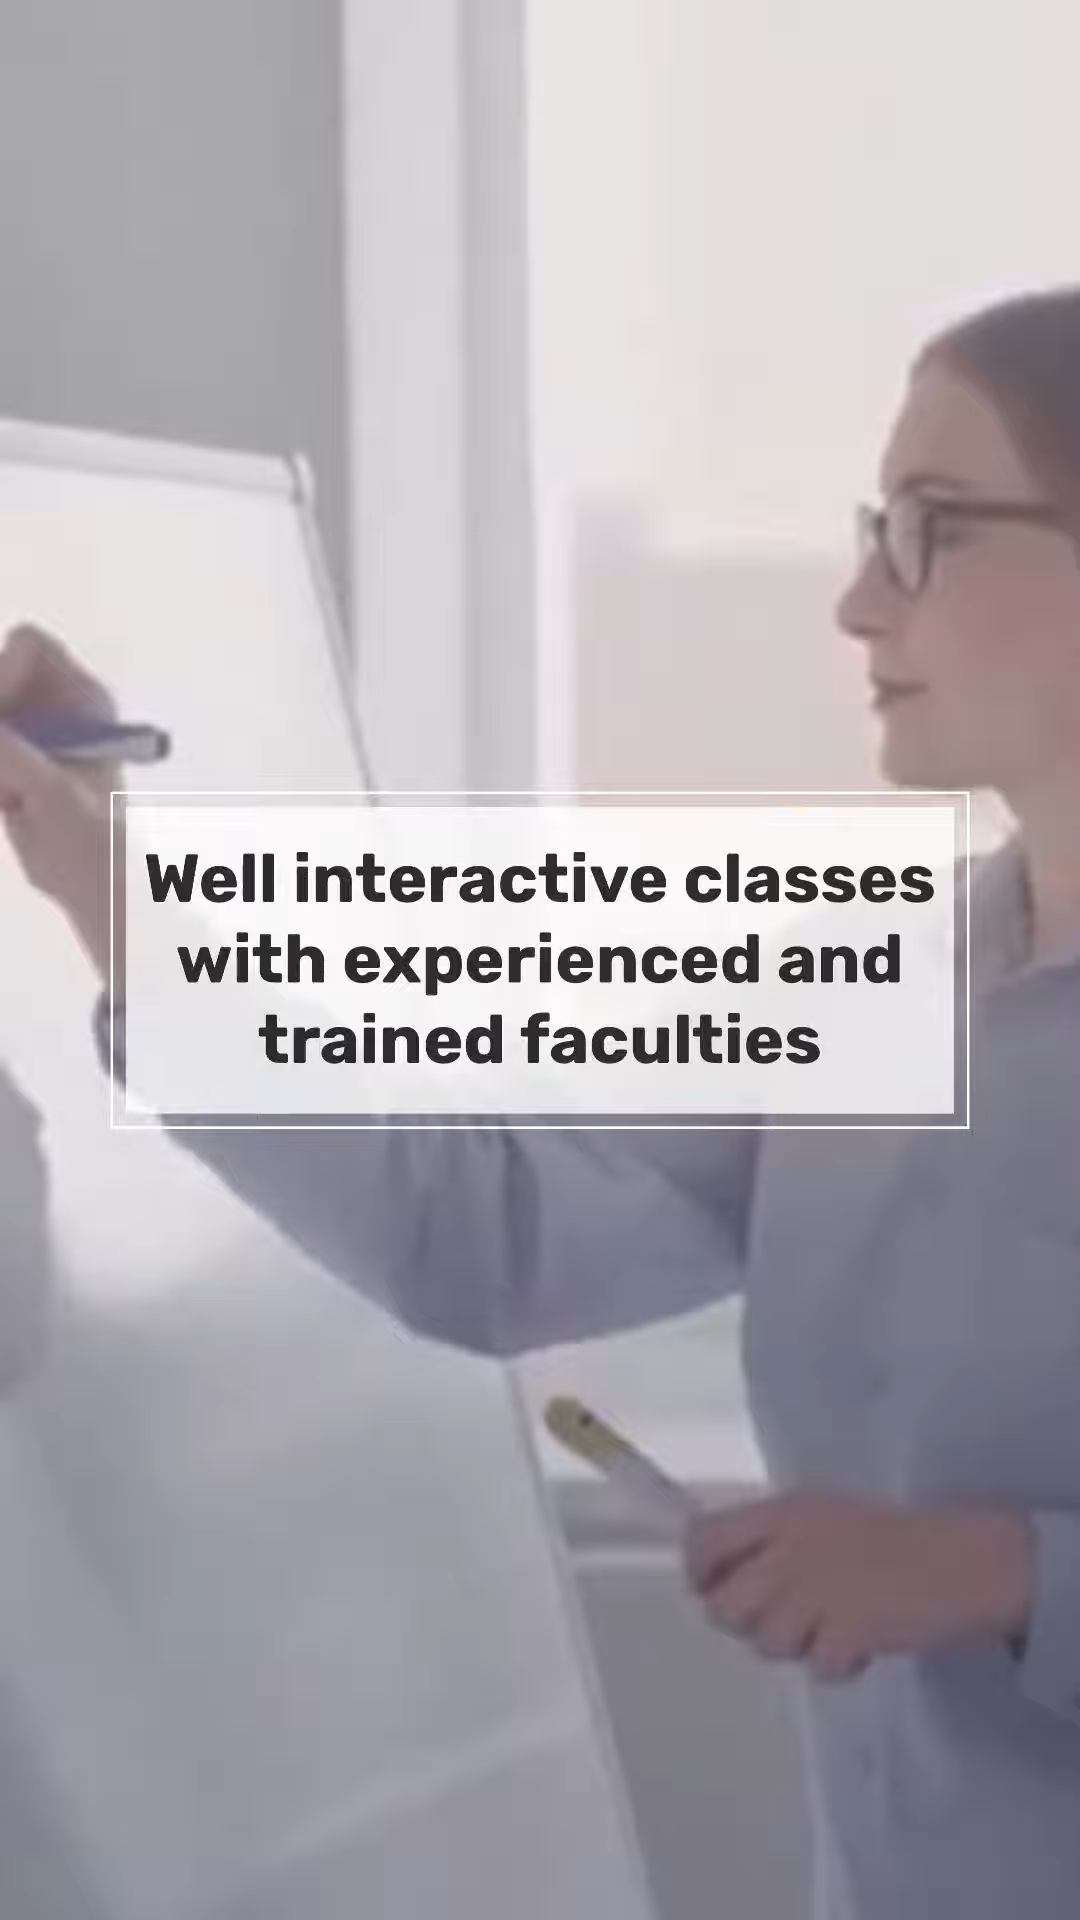 Well interactive classes
with experienced and
trained faculties